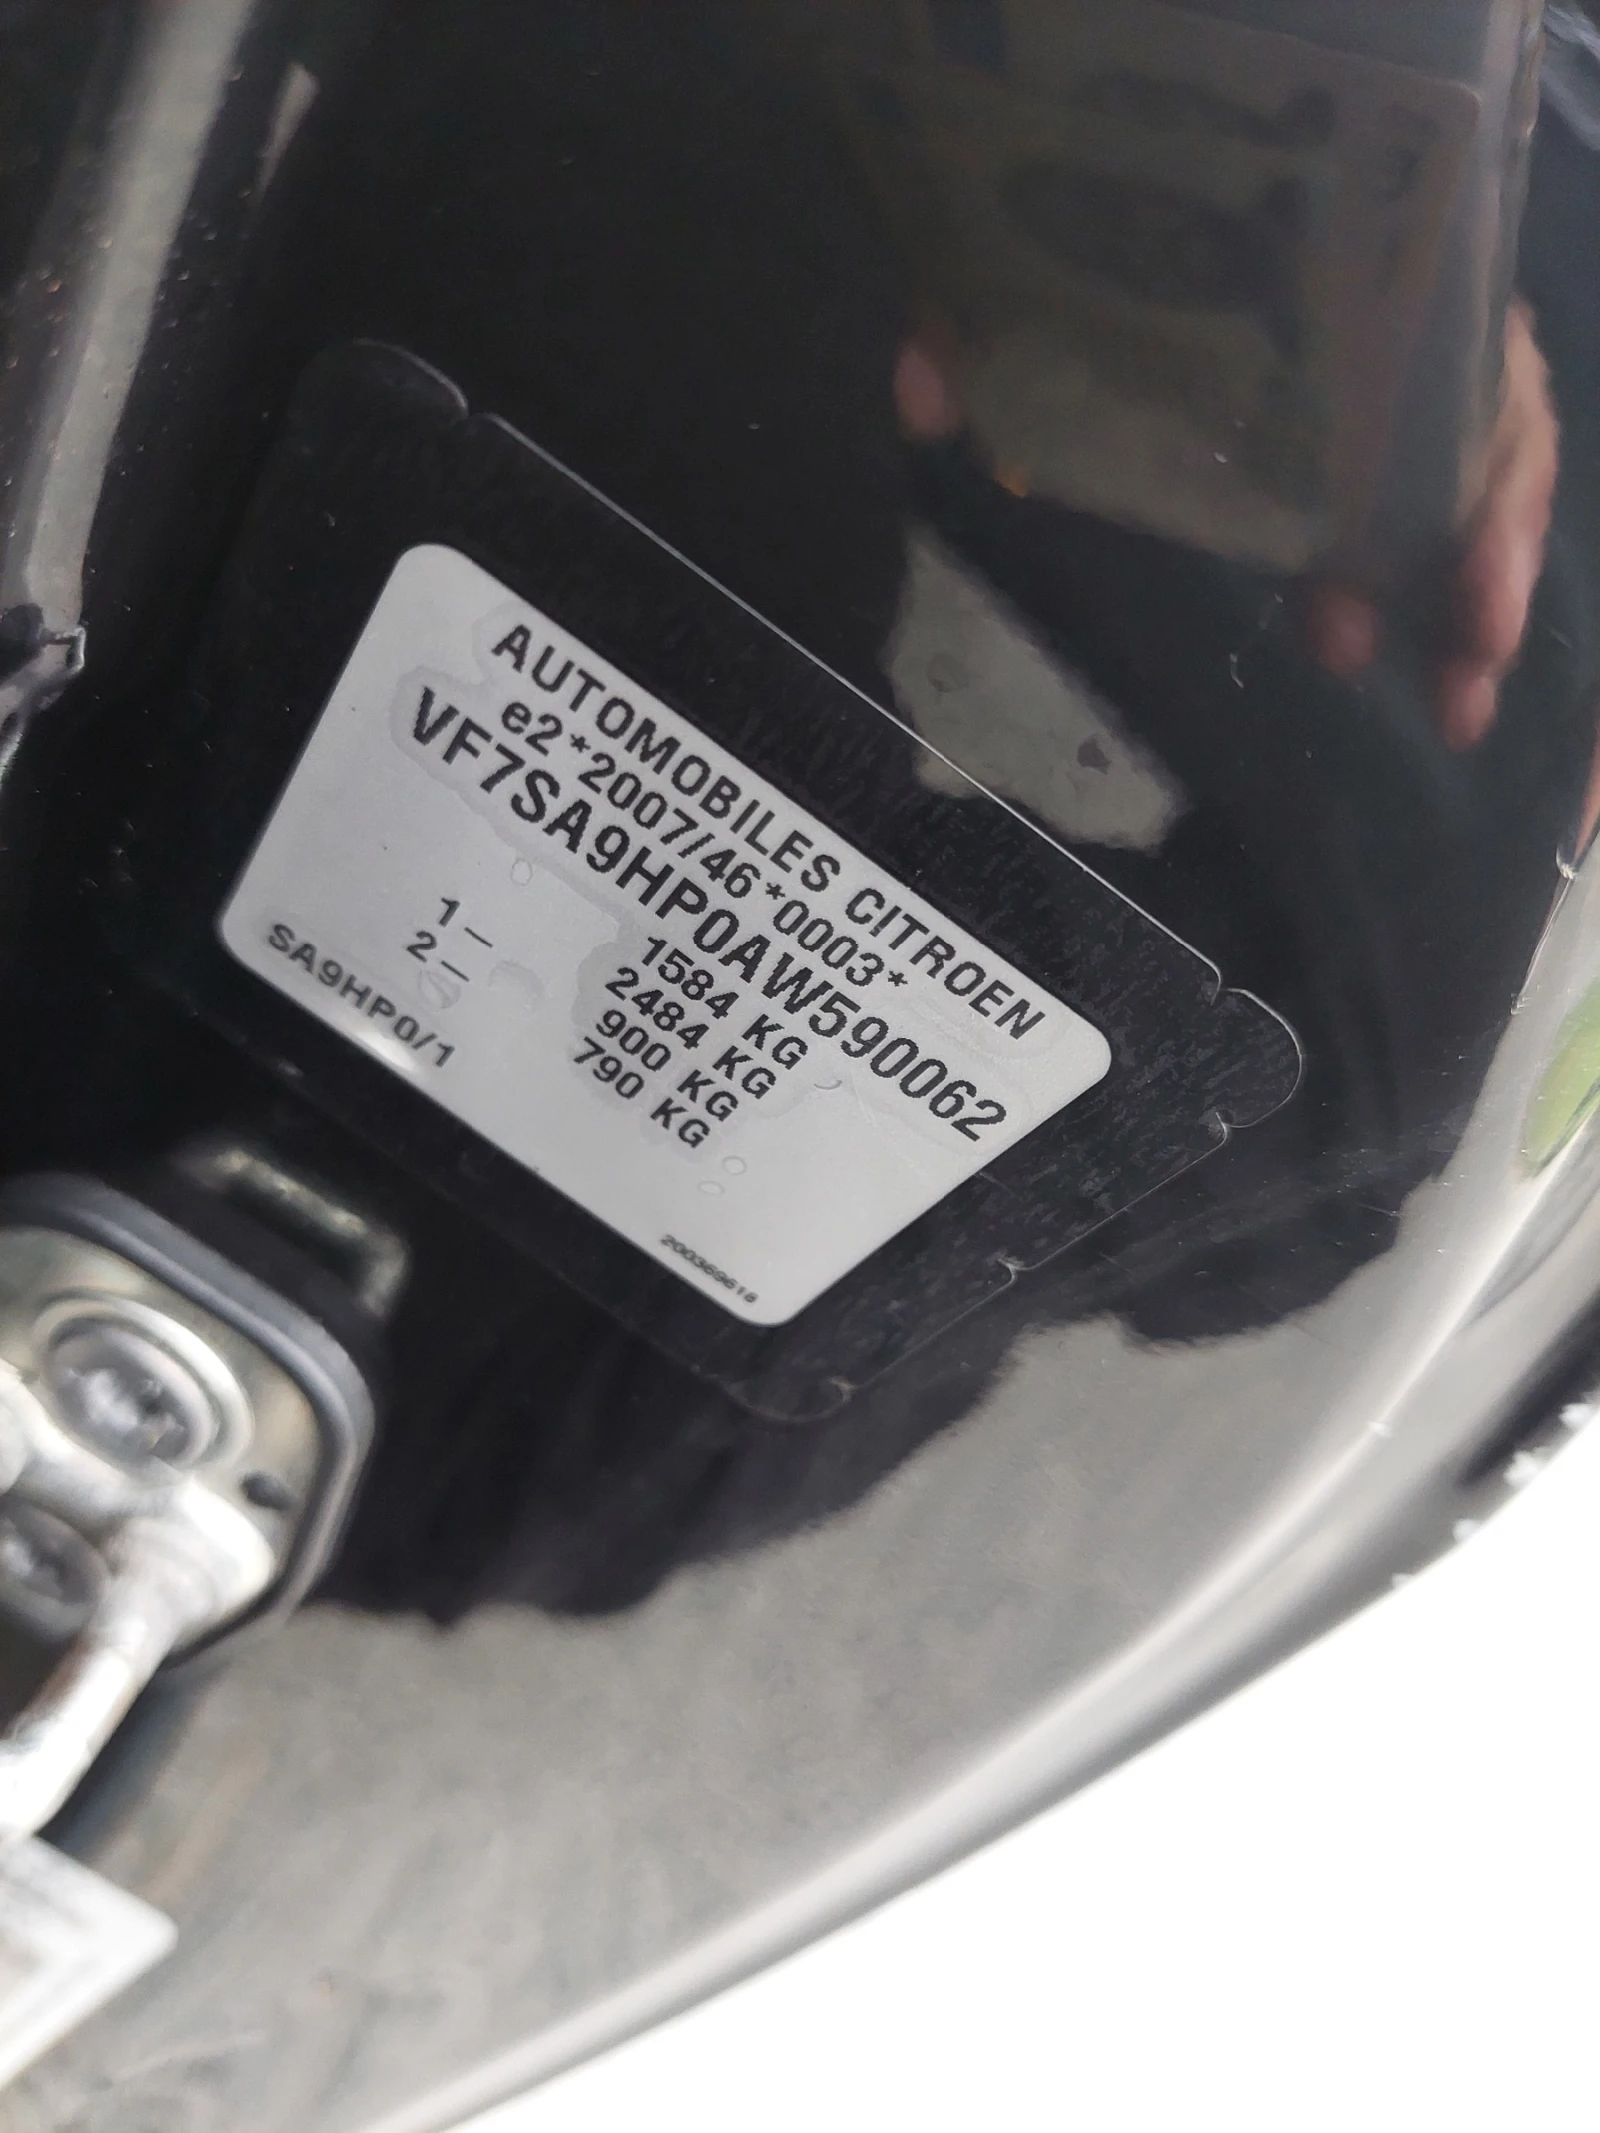 AUTOMOBILES CITROEN
e2*2007/46*0003*
VF7SA9HP0AW590062
1584 KG
2484 KG
1– 900 KG
2– 790 KG
SA9HP0/1
200369618